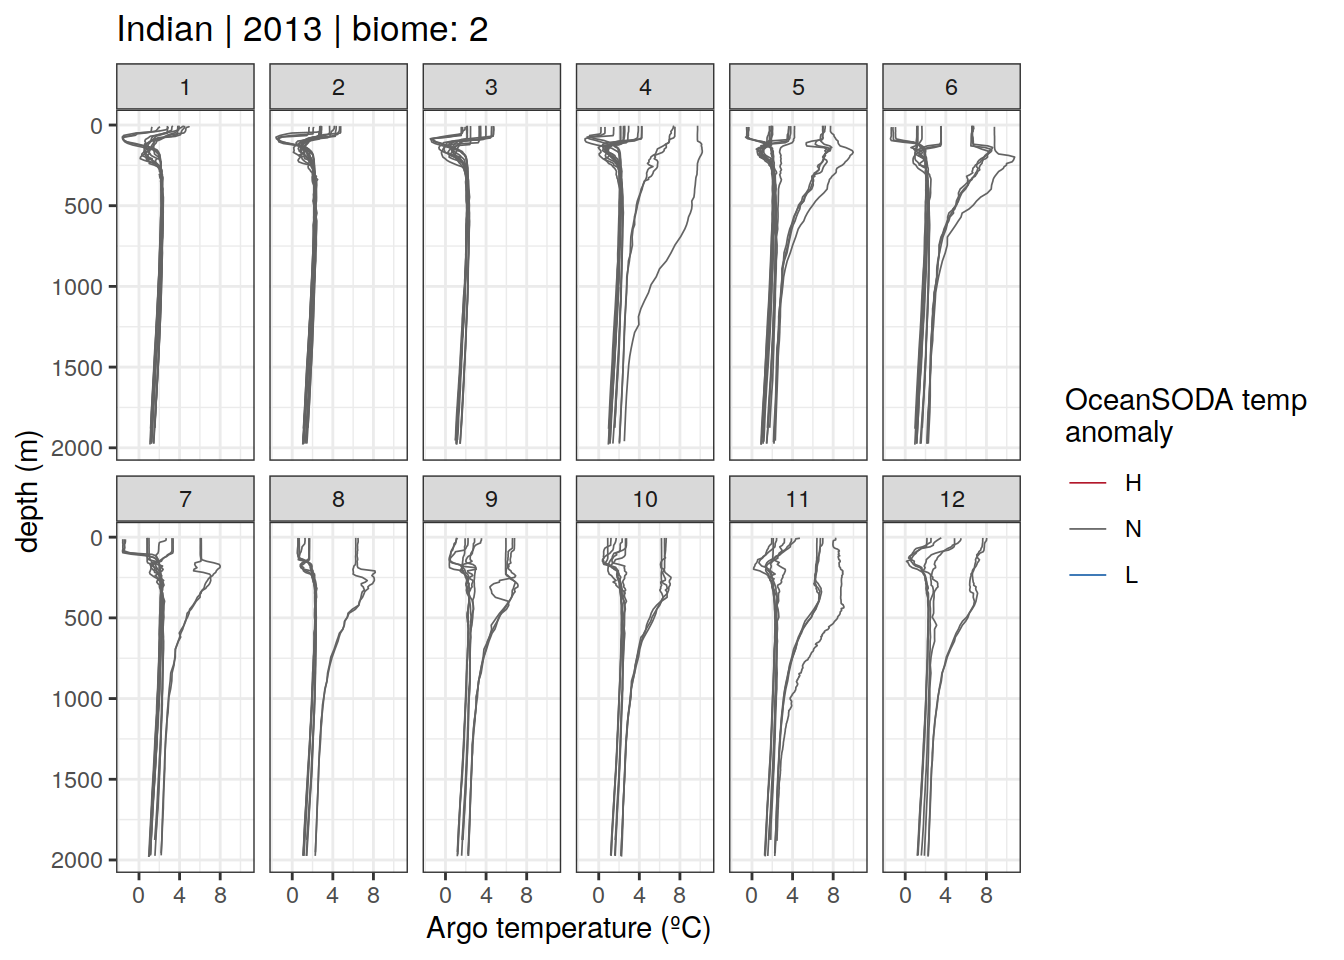 Indian | 2013 | biome: 2
1 2 3 4 5 6
0
500
1000
1500
2000
7 8 9 10 11 12
0
500
1000
1500
2000
0 4 8 0 4 8 0 4 8 0 4 8 0 4 8 0 4 8
Argo temperature (ºC)
depth (m)
OceanSODA temp
anomaly
H
N
L